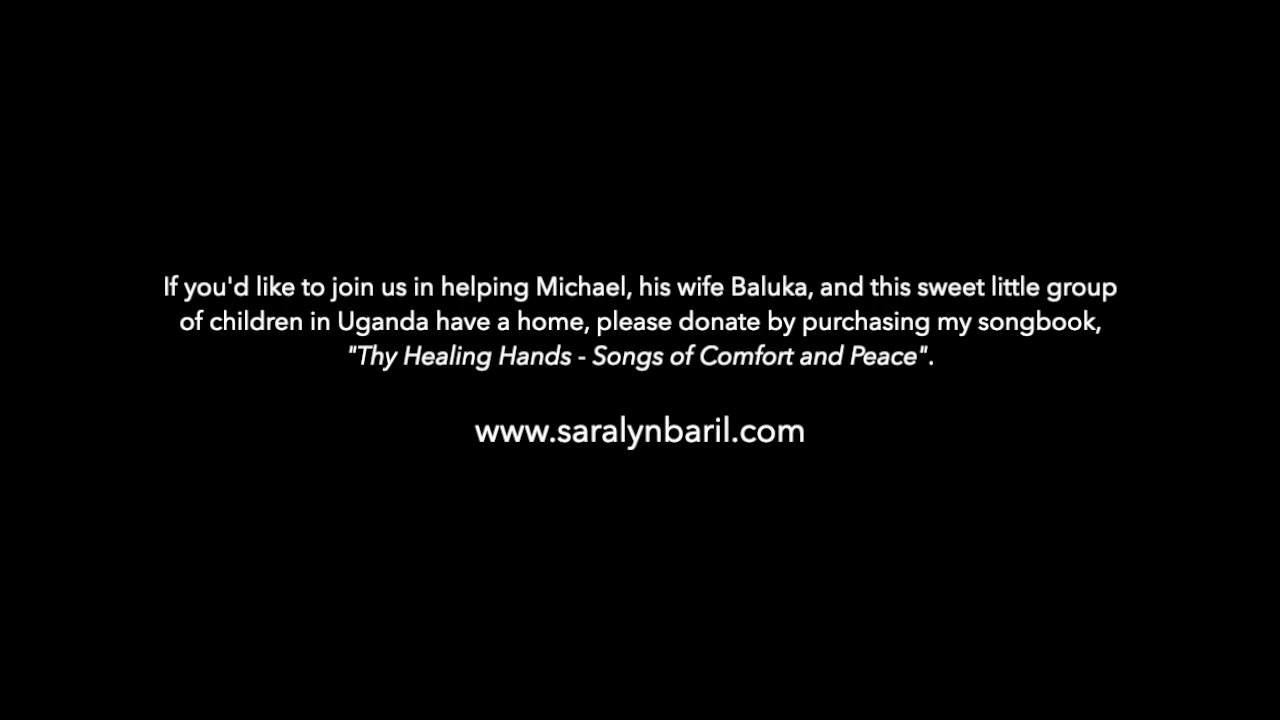 If you'd like to join us in helping Michael, his wife Baluka, and this sweet little group
of children in Uganda have a home, please donate by purchasing my songbook,
"Thy Healing Hands - Songs of Comfort and Peace".
www.saralynbaril.com